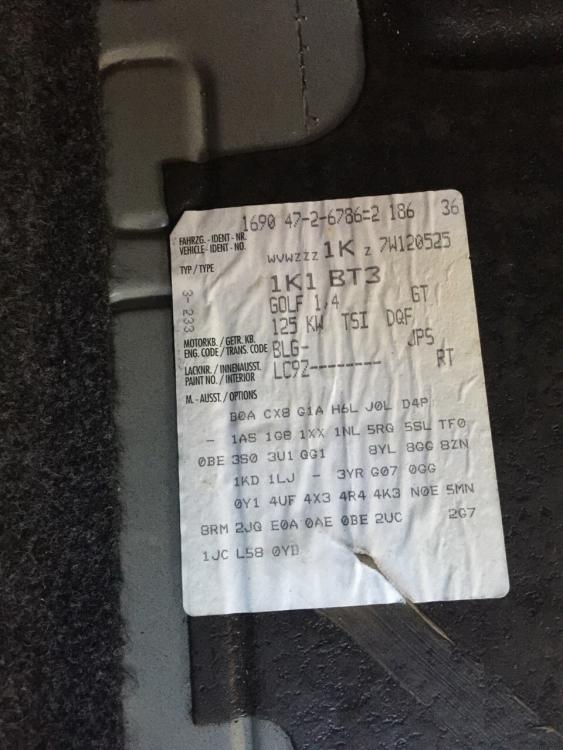 1690 47-2-6786=2 186 36
FAHRZG.-IDENT-NR.
VEHICLE-IDENT-NO. WVWZZZ 1K Z 7W120525
TYP / TYPE 1K1 BT3
3- 233
GOLF 1,4 GT
125 KW TSI DQF
MOTORKB. / GETR. KB.
ENG. CODE / TRANS. CODE BLG- JPS
LACKNR. / INNENAUSST.
PAINT NO. / INTERIOR LC9Z-------- RT
M.-AUSST. / OPTIONS
B0A CX8 G1A H6L J0L D4P
- 1AS 1G8 1XX 1NL 5RG 5SL TF0
0BE 3S0 3U1 GG1 8YL 8GG 8ZN
1KD 1LJ - 3YR G07 0GG
0Y1 4UF 4X3 4R4 4K3 N0E 5MN
8RM 2JQ E0A 0AE 0BE 2UC 2G7
1JC L58